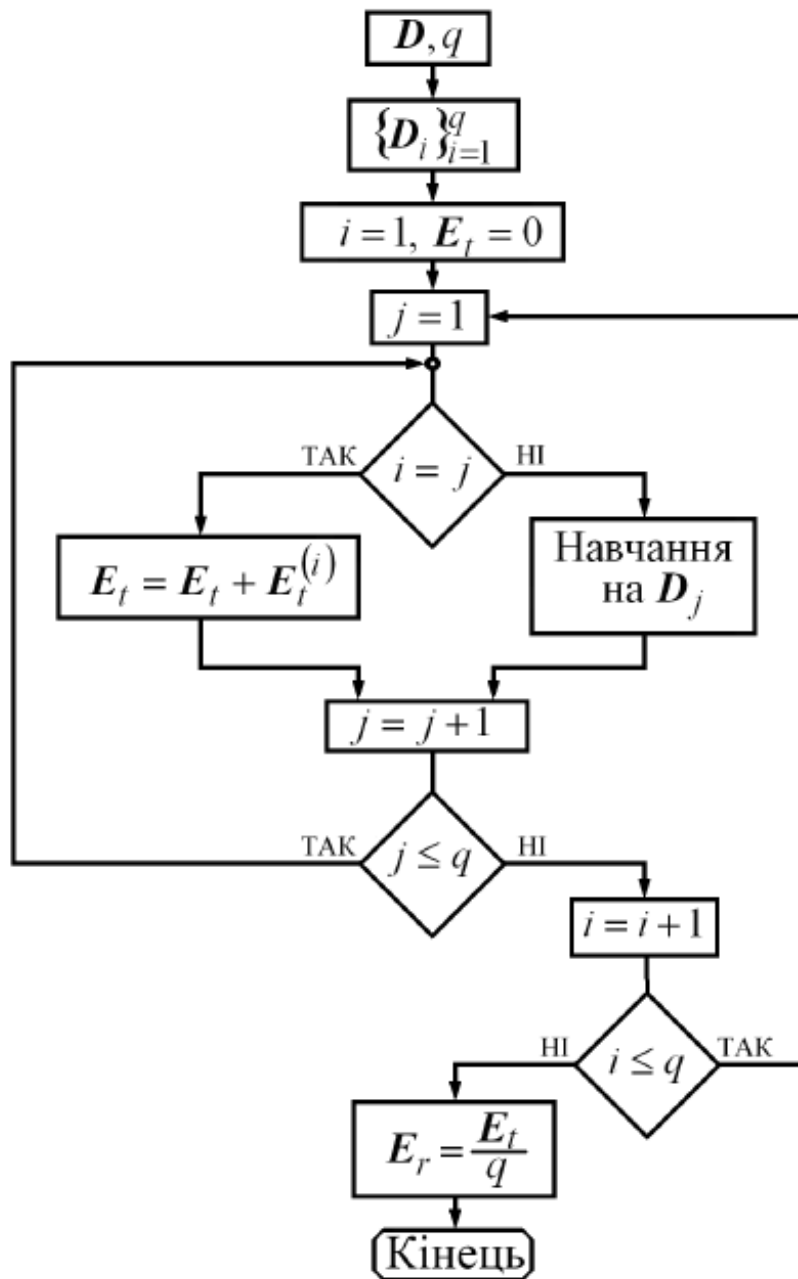 D, q
{D_i}_{i=1}^{q}
i = 1, E_t = 0
j = 1
ТАК
i = j
НІ
E_t = E_t + E_t^{(i)}
Навчання
на D_j
j = j + 1
ТАК
j ≤ q
НІ
i = i + 1
НІ
i ≤ q
ТАК
E_r = E_t / q
Кінець